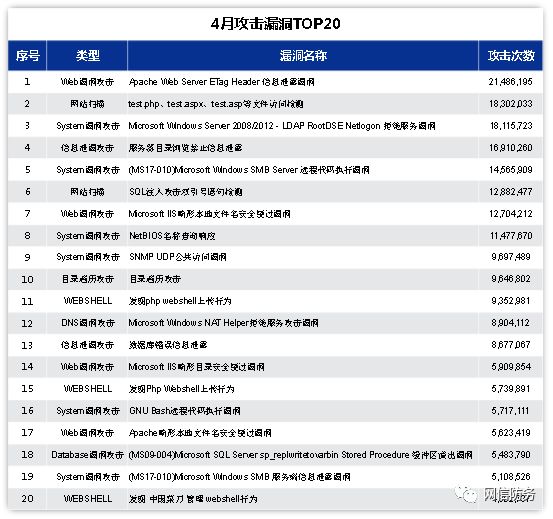 4月攻击漏洞TOP20
序号 类型 漏洞名称 攻击次数
1 Web漏洞攻击 Apache Web Server ETag Header 信息泄露漏洞 21,486,195
2 网站扫描 test.php、test.aspx、test.asp等文件访问检测 18,302,033
3 System漏洞攻击 Microsoft Windows Server 2008/2012 - LDAP RootDSE Netlogon 拒绝服务漏洞 18,115,723
4 信息泄漏攻击 服务器目录浏览禁止信息泄露 16,910,260
5 System漏洞攻击 (MS17-010)Microsoft Windows SMB Server 远程代码执行漏洞 14,565,909
6 网站扫描 SQL注入攻击双引号语句检测 12,882,477
7 Web漏洞攻击 Microsoft IIS畸形本地文件名安全绕过漏洞 12,704,212
8 System漏洞攻击 NetBIOS名称查询响应 11,477,670
9 System漏洞攻击 SNMP UDP公共访问漏洞 9,697,489
10 目录遍历攻击 目录遍历攻击 9,646,802
11 WEBSHELL 发现php webshell上传行为 9,352,981
12 DNS漏洞攻击 Microsoft Windows NAT Helper拒绝服务攻击漏洞 8,904,112
13 信息泄漏攻击 数据库错误信息泄露 8,677,067
14 Web漏洞攻击 Microsoft IIS畸形目录安全绕过漏洞 5,909,854
15 WEBSHELL 发现Php Webshell上传行为 5,739,891
16 System漏洞攻击 GNU Bash远程代码执行漏洞 5,717,111
17 Web漏洞攻击 Apache畸形本地文件名安全绕过漏洞 5,623,419
18 Database漏洞攻击 (MS09-004)Microsoft SQL Server sp_replwritetovarbin Stored Procedure 缓冲区溢出漏洞 5,483,790
19 System漏洞攻击 (MS17-010)Microsoft Windows SMB 服务端信息泄露漏洞 5,108,526
20 WEBSHELL 发现 中国菜刀 管理 webshell行为
网信防务